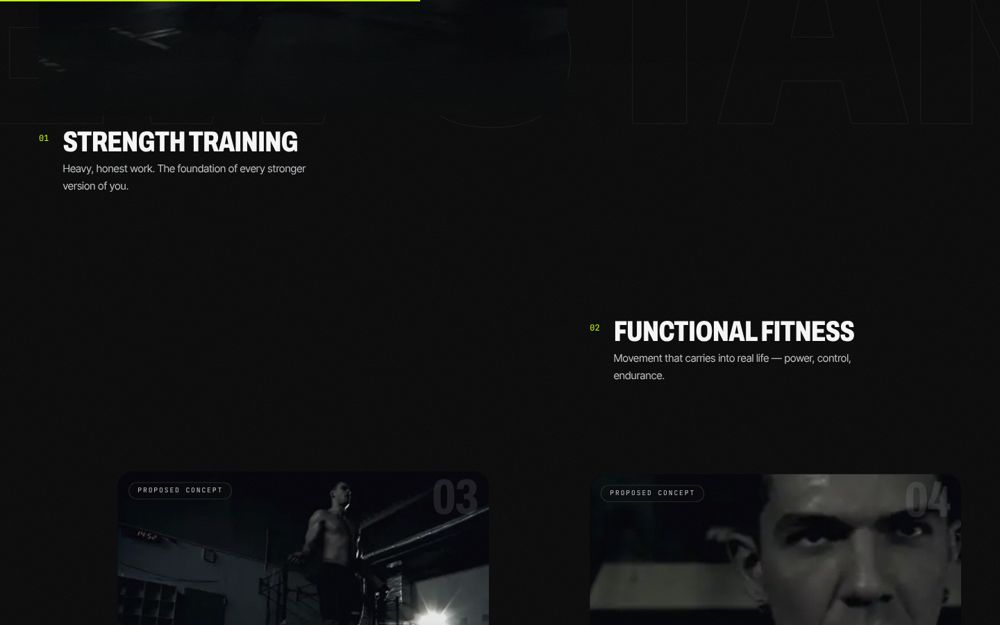 01
STRENGTH TRAINING
Heavy, honest work. The foundation of every stronger
version of you.
02
FUNCTIONAL FITNESS
Movement that carries into real life — power, control,
endurance.
PROPOSED CONCEPT
03
PROPOSED CONCEPT
04